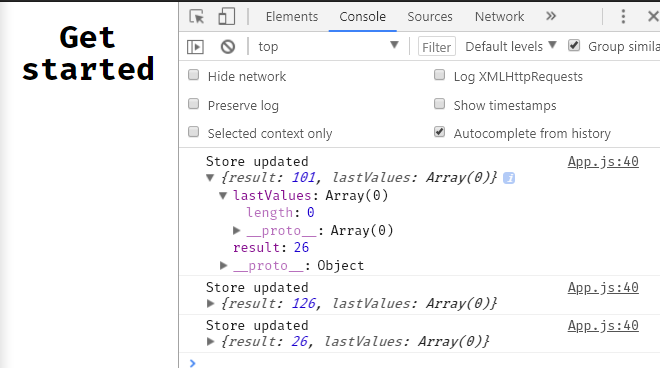 Get
started
Elements Console Sources Network »
top Filter Default levels Group simila
Hide network Log XMLHttpRequests
Preserve log Show timestamps
Selected context only Autocomplete from history
Store updated App.js:40
{result: 101, lastValues: Array(0)} i
lastValues: Array(0)
length: 0
__proto__: Array(0)
result: 26
__proto__: Object
Store updated App.js:40
{result: 126, lastValues: Array(0)}
Store updated App.js:40
{result: 26, lastValues: Array(0)}